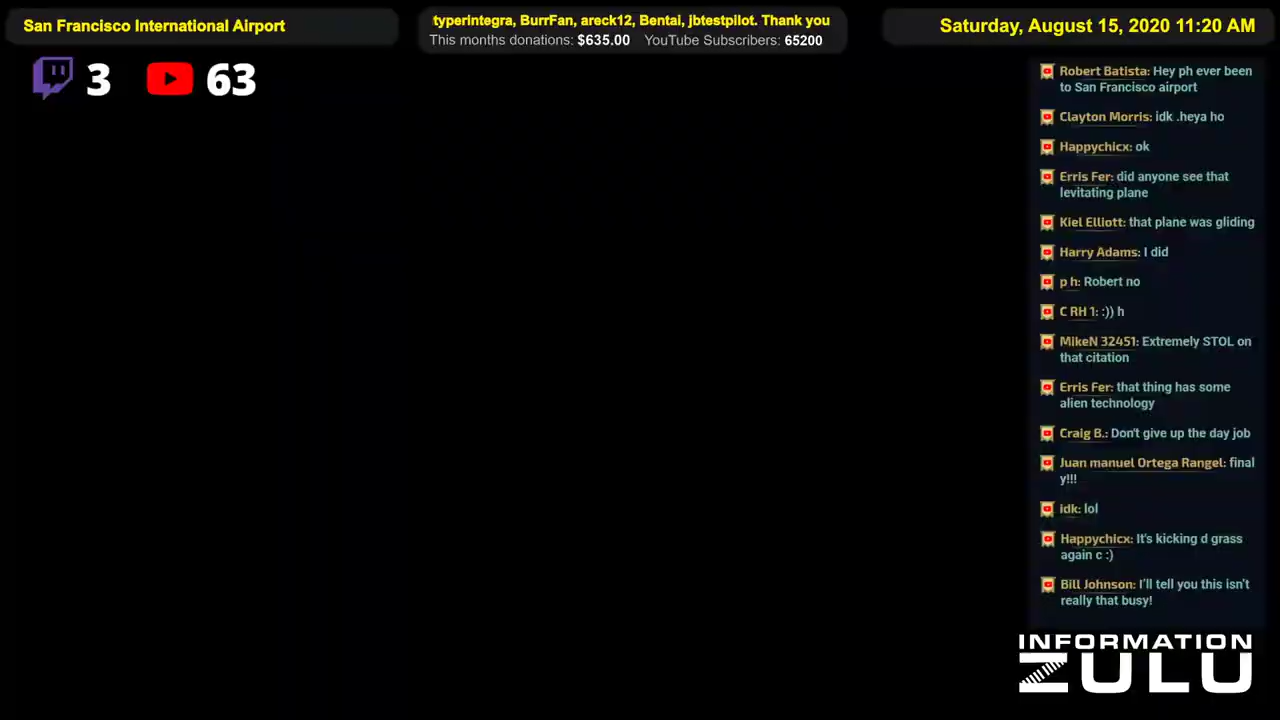 San Francisco International Airport
typerintegra, BurrFan, areck12, Bentai, jbtestpilot. Thank you
This months donations: $635.00 YouTube Subscribers: 65200
Saturday, August 15, 2020 11:20 AM
3 63
Robert Batista: Hey ph ever been
to San Francisco airport
Clayton Morris: idk .heya ho
Happychicx: ok
Erris Fer: did anyone see that
levitating plane
Kiel Elliott: that plane was gliding
Harry Adams: I did
p h: Robert no
C RH 1: :)) h
MikeN 32451: Extremely STOL on
that citation
Erris Fer: that thing has some
alien technology
Craig B.: Don't give up the day job
Juan manuel Ortega Rangel: final
y!!!
idk: lol
Happychicx: It's kicking d grass
again c :)
Bill Johnson: I'll tell you this isn't
really that busy!
INFORMATION
ZULU